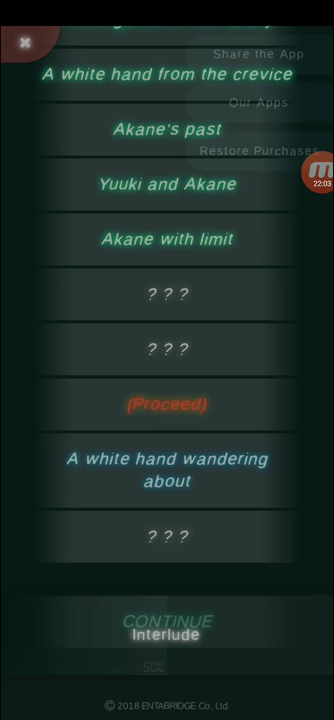 Share the App
A white hand from the crevice
Our Apps
Akane's past
Restore Purchases
Yuuki and Akane
22:03
Akane with limit
? ? ?
? ? ?
(Proceed)
A white hand wandering
about
? ? ?
CONTINUE
Interlude
50%
© 2018 ENTABRIDGE Co., Ltd.